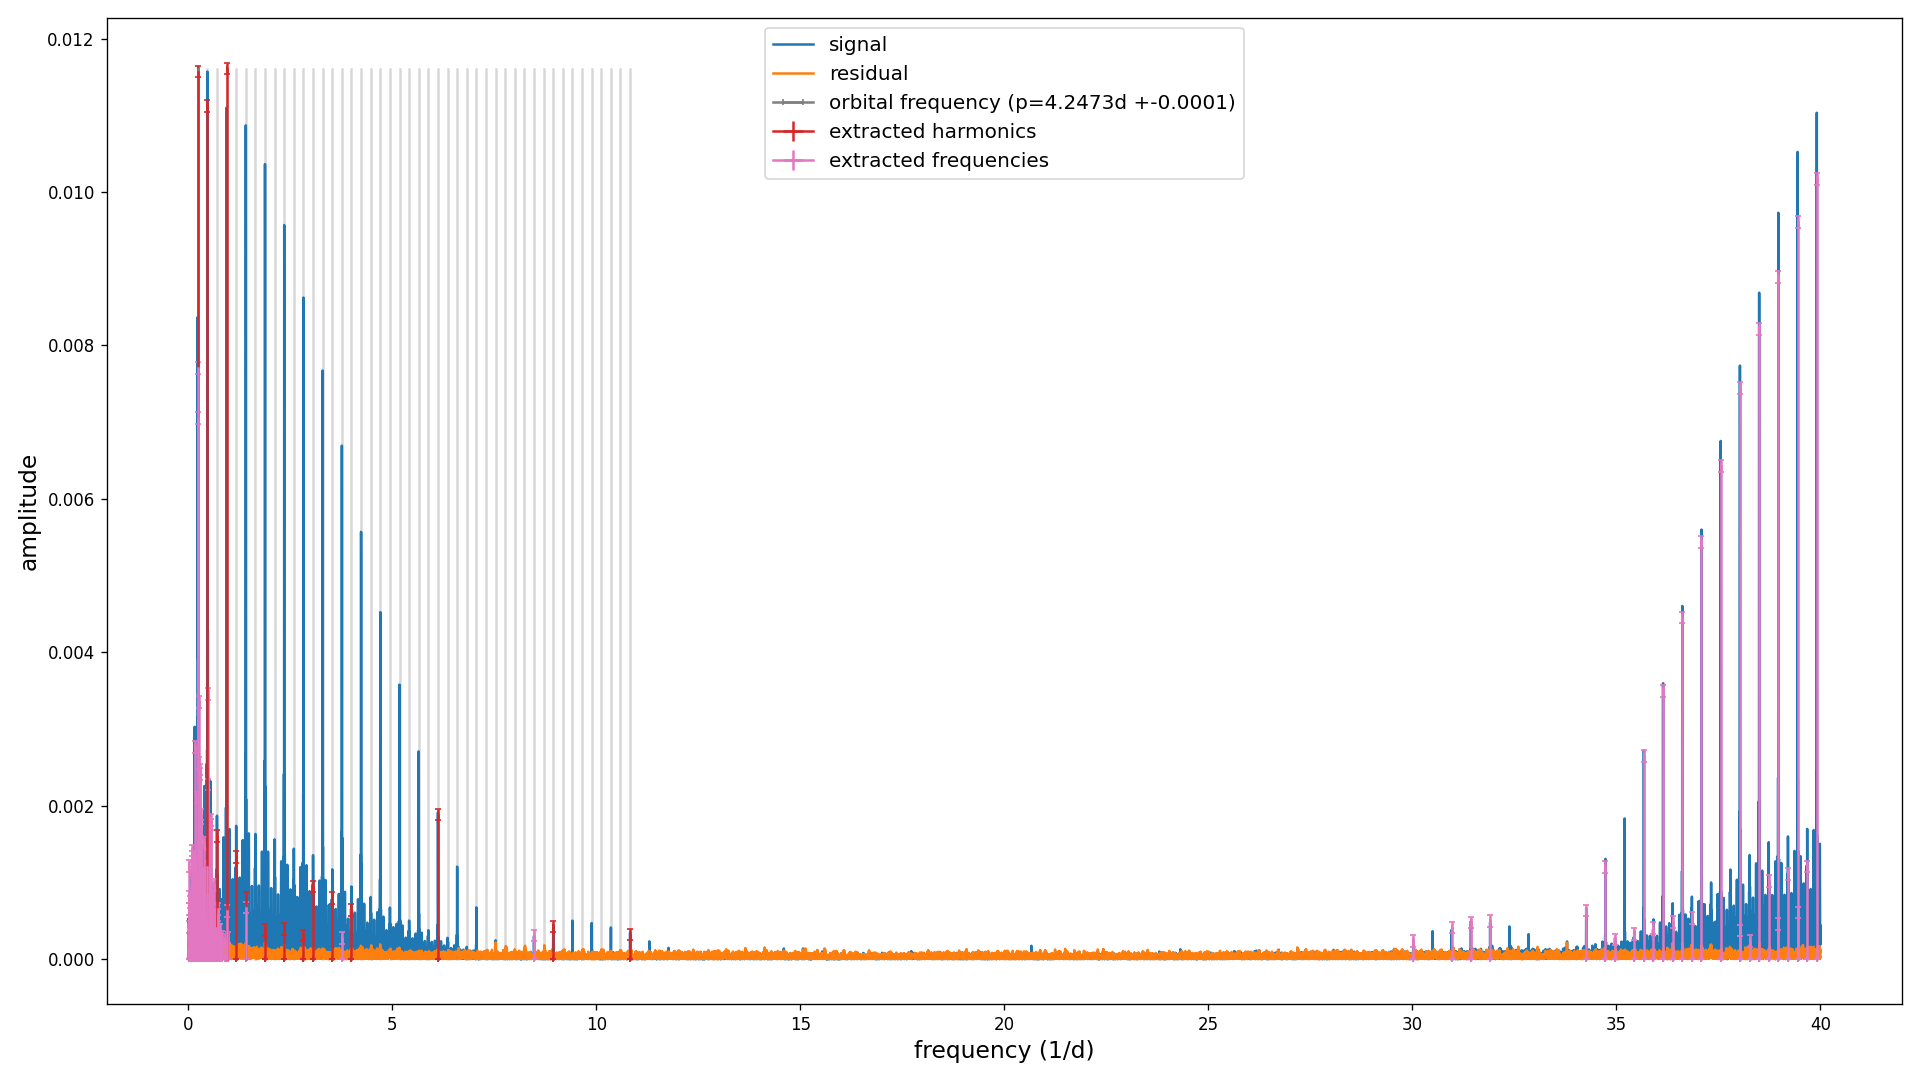 0.012
0.010
0.008
0.006
0.004
0.002
0.000
amplitude
signal
residual
orbital frequency (p=4.2473d +-0.0001)
extracted harmonics
extracted frequencies
0 5 10 15 20 25 30 35 40
frequency (1/d)